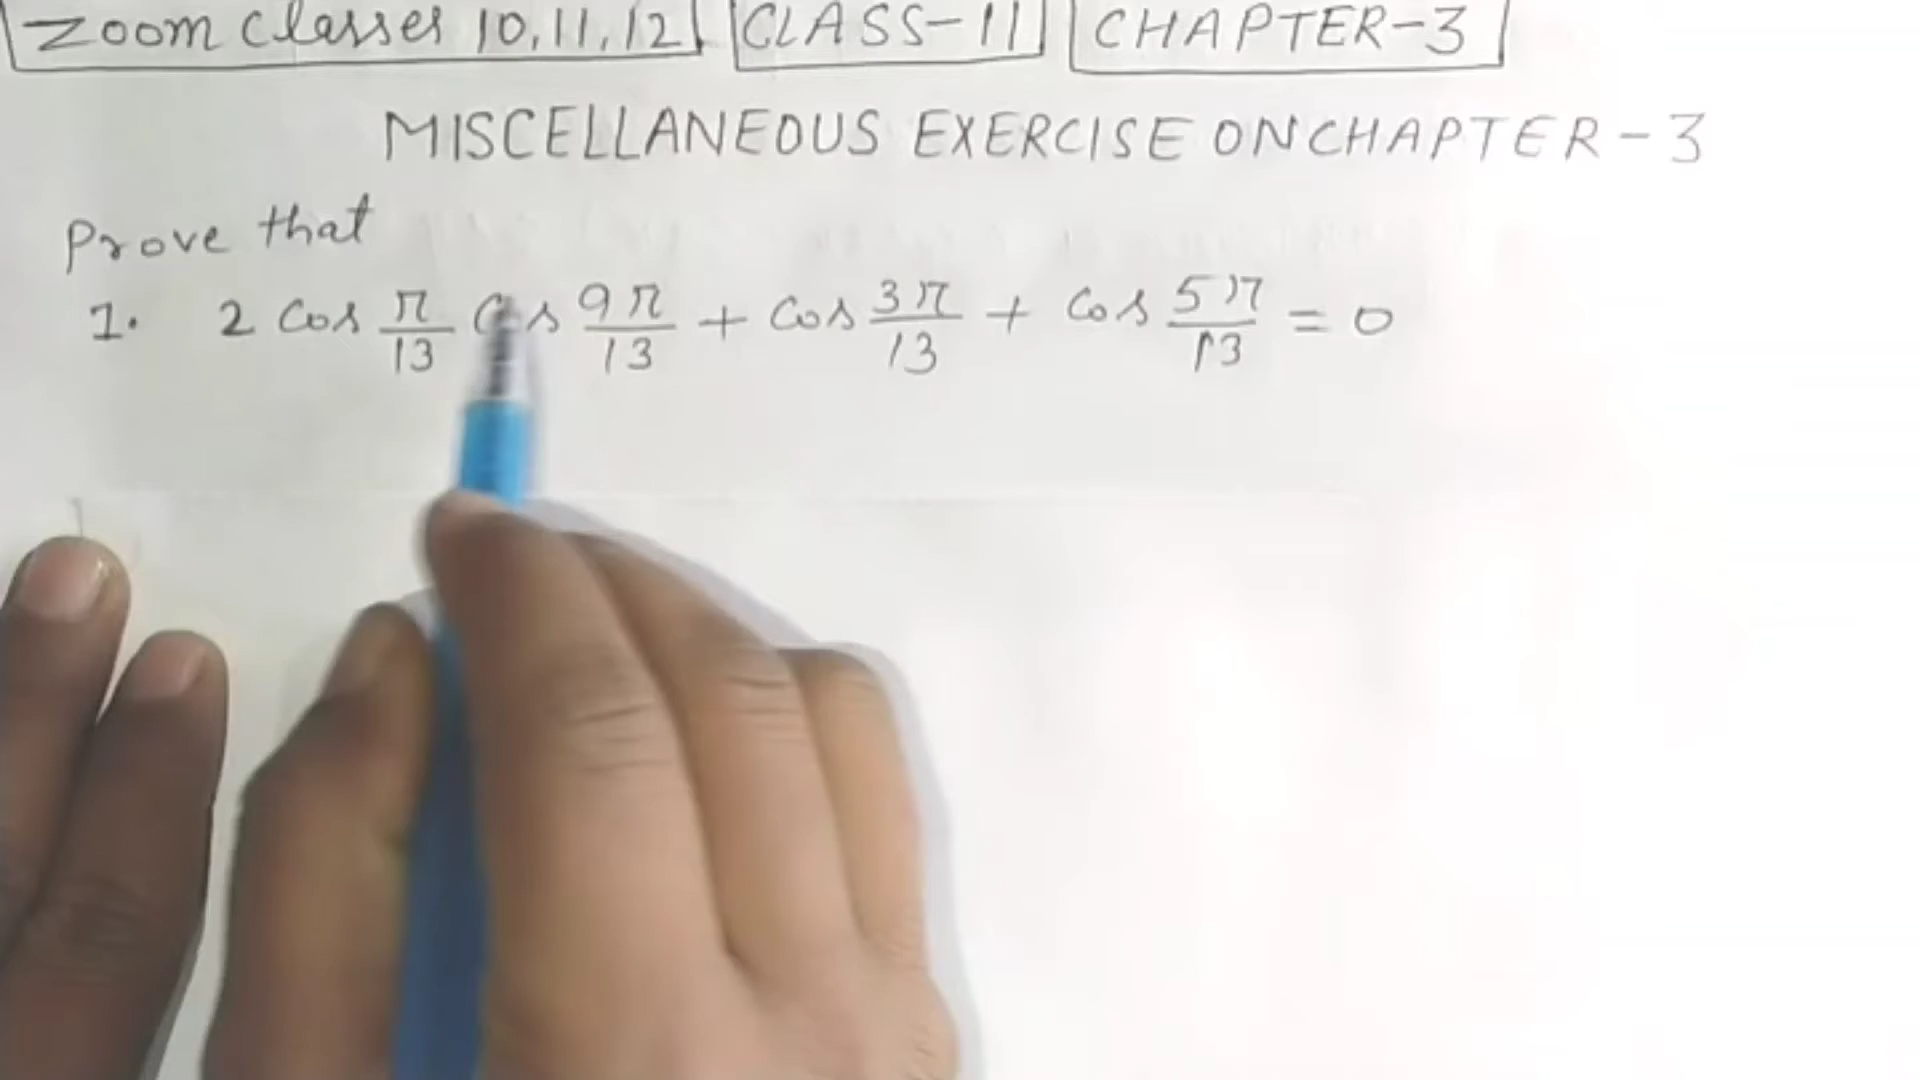 Zoom Classes 10,11,12 CLASS-11 CHAPTER-3
MISCELLANEOUS EXERCISE ON CHAPTER-3
Prove that
1. 2 cos π/13 cos 9π/13 + cos 3π/13 + cos 5π/13 = 0